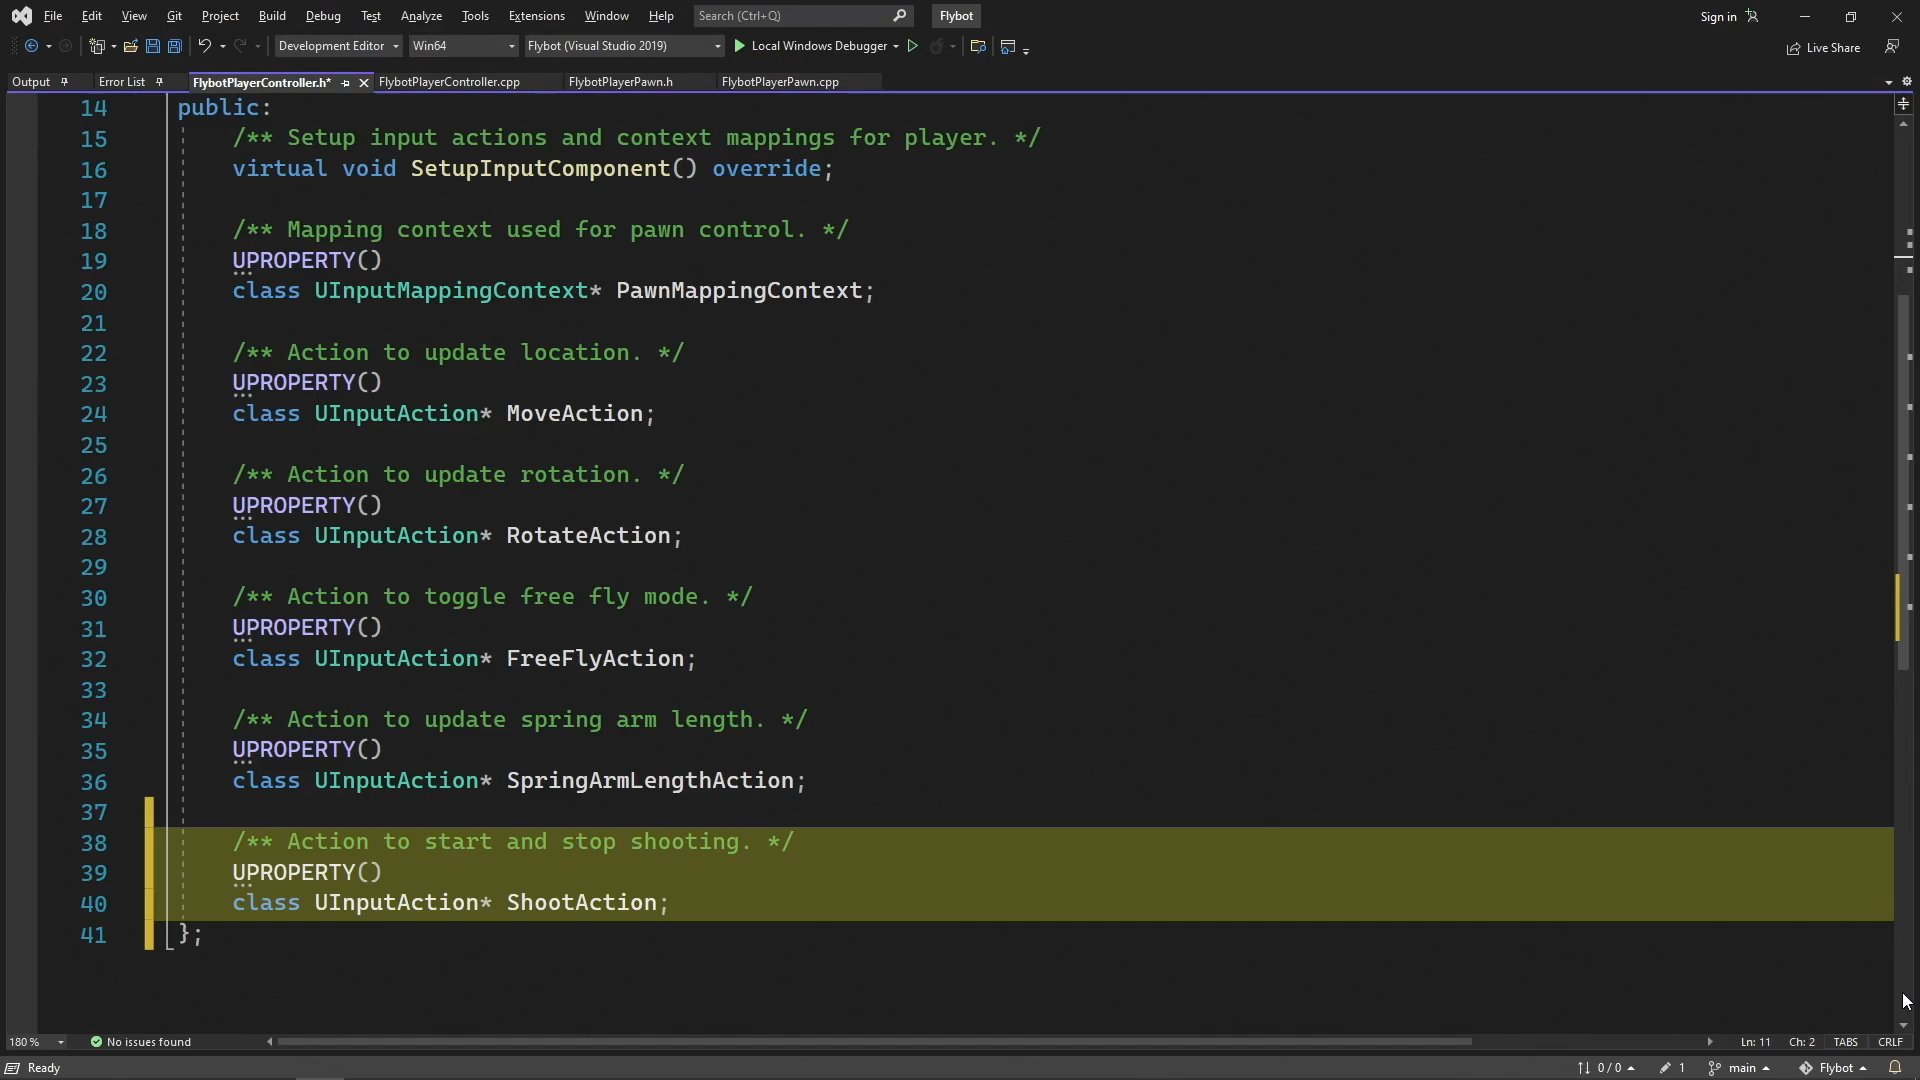 File Edit View Git Project Build Debug Test Analyze Tools Extensions Window Help Search (Ctrl+Q) Flybot Sign in
Development Editor Win64 Flybot (Visual Studio 2019) Local Windows Debugger Live Share
Output Error List FlybotPlayerController.h* FlybotPlayerController.cpp FlybotPlayerPawn.h FlybotPlayerPawn.cpp
14 public:
15 /** Setup input actions and context mappings for player. */
16 virtual void SetupInputComponent() override;
17
18 /** Mapping context used for pawn control. */
19 UPROPERTY()
20 class UInputMappingContext* PawnMappingContext;
21
22 /** Action to update location. */
23 UPROPERTY()
24 class UInputAction* MoveAction;
25
26 /** Action to update rotation. */
27 UPROPERTY()
28 class UInputAction* RotateAction;
29
30 /** Action to toggle free fly mode. */
31 UPROPERTY()
32 class UInputAction* FreeFlyAction;
33
34 /** Action to update spring arm length. */
35 UPROPERTY()
36 class UInputAction* SpringArmLengthAction;
37
38 /** Action to start and stop shooting. */
39 UPROPERTY()
40 class UInputAction* ShootAction;
41 };
180 % No issues found Ln: 11 Ch: 2 TABS CRLF
Ready 0 / 0 1 main Flybot